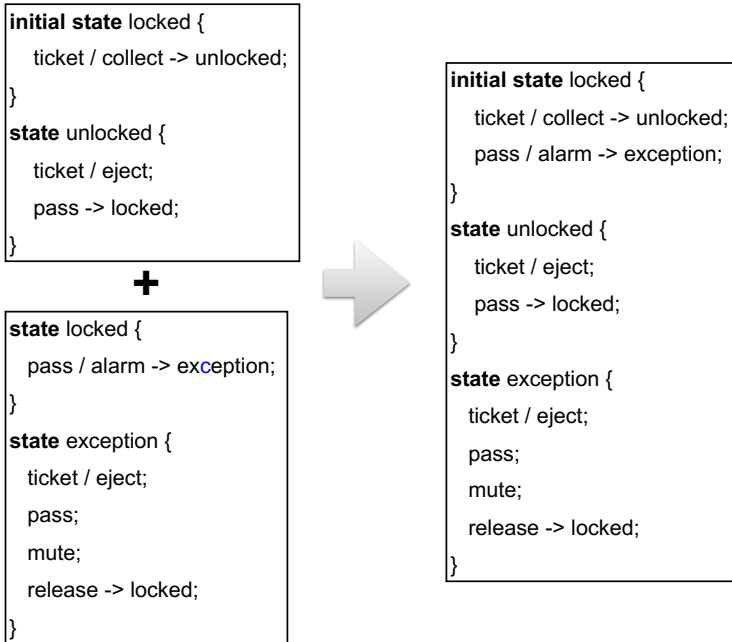 initial state locked {
ticket / collect -> unlocked;
}
state unlocked {
ticket / eject;
pass -> locked;
}
+
state locked {
pass / alarm -> exception;
}
state exception {
ticket / eject;
pass;
mute;
release -> locked;
}
initial state locked {
ticket / collect -> unlocked;
pass / alarm -> exception;
}
state unlocked {
ticket / eject;
pass -> locked;
}
state exception {
ticket / eject;
pass;
mute;
release -> locked;
}